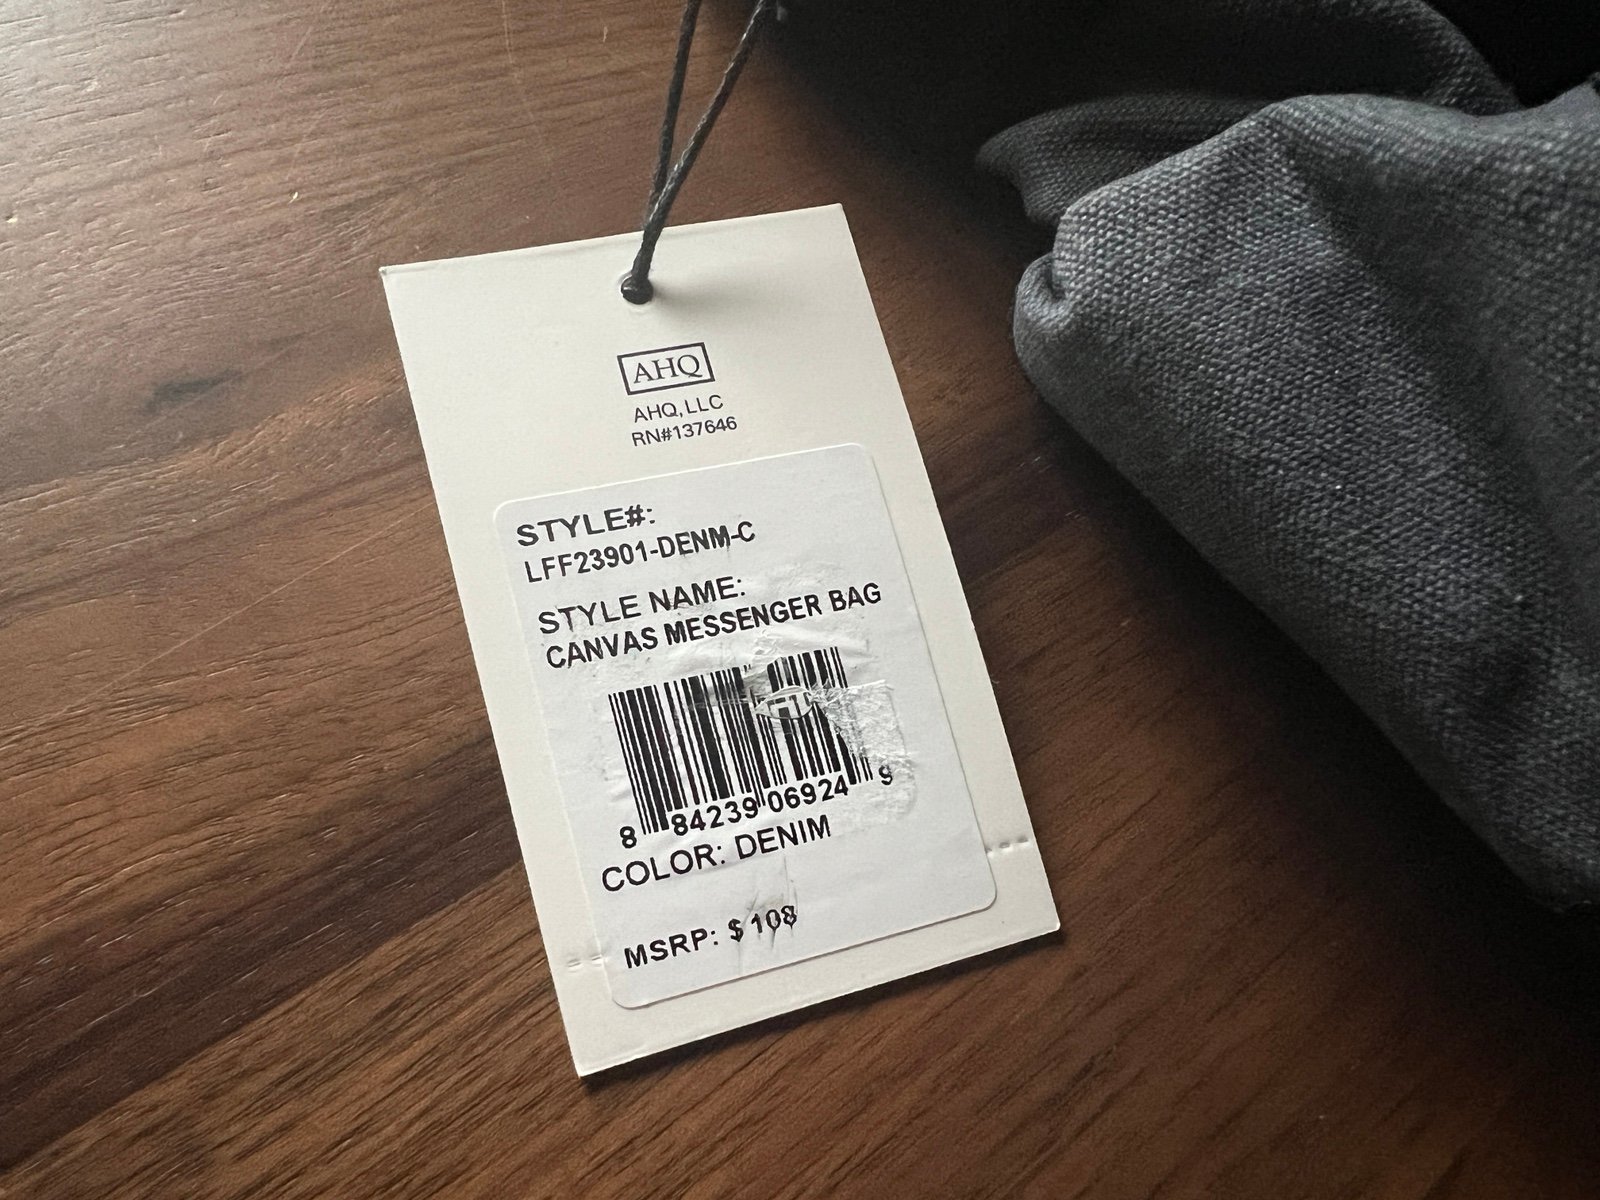 AHQ
AHQ, LLC
RN#137646
STYLE#:
LFF23901-DENM-C
STYLE NAME:
CANVAS MESSENGER BAG
8 84239 06924 9
COLOR: DENIM
MSRP: $108